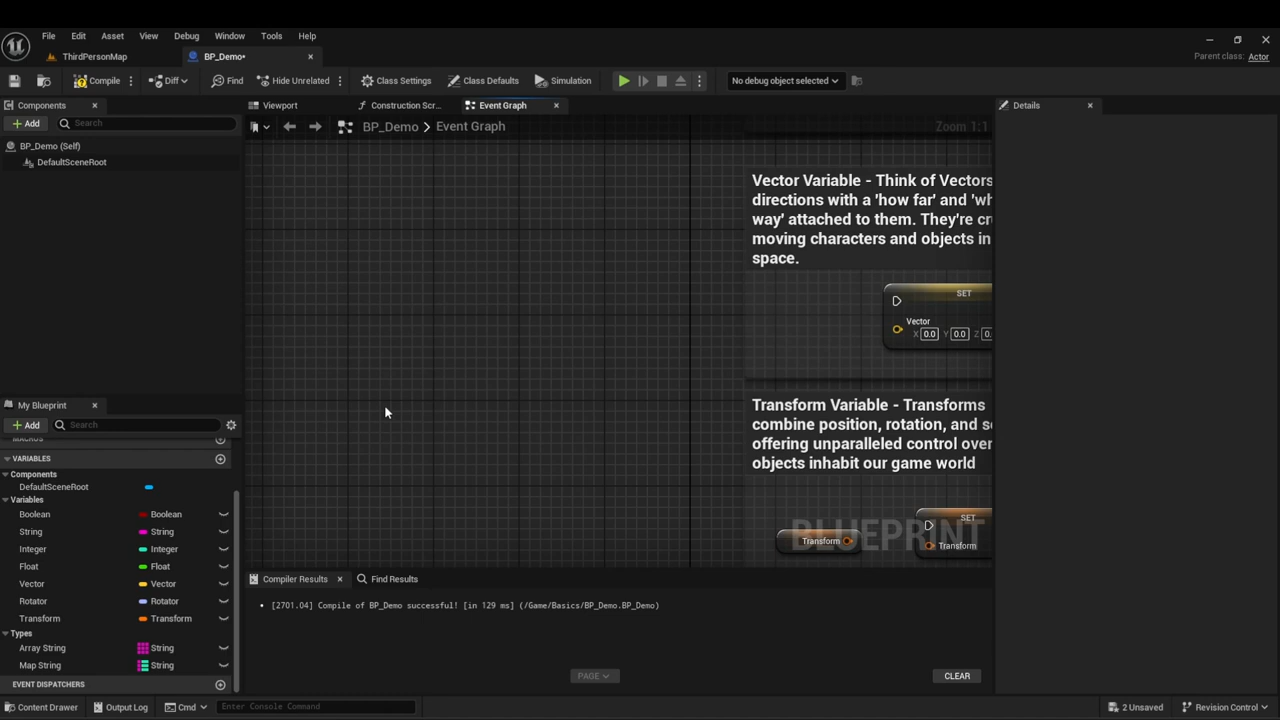 File Edit Asset View Debug Window Tools Help
ThirdPersonMap BP_Demo•
Parent class: Actor
Compile Diff Find Hide Unrelated Class Settings Class Defaults Simulation No debug object selected
Components
Viewport Construction Scr... Event Graph
Details
Add Search
BP_Demo > Event Graph
Zoom 1:1
BP_Demo (Self)
DefaultSceneRoot
Vector Variable - Think of Vectors
directions with a 'how far' and 'wh
way' attached to them. They're cru
moving characters and objects in
space.
SET
Vector
X 0.0 Y 0.0 Z 0.
Transform Variable - Transforms
combine position, rotation, and sc
offering unparalleled control over
objects inhabit our game world
SET
Transform
Transform
BLUEPRINT
My Blueprint
Add Search
MACROS
VARIABLES
Components
DefaultSceneRoot
Variables
Boolean Boolean
String String
Integer Integer
Float Float
Vector Vector
Rotator Rotator
Transform Transform
Types
Array String String
Map String String
EVENT DISPATCHERS
Compiler Results Find Results
[2701.04] Compile of BP_Demo successful! [in 129 ms] (/Game/Basics/BP_Demo.BP_Demo)
PAGE
CLEAR
Content Drawer Output Log Cmd Enter Console Command 2 Unsaved Revision Control